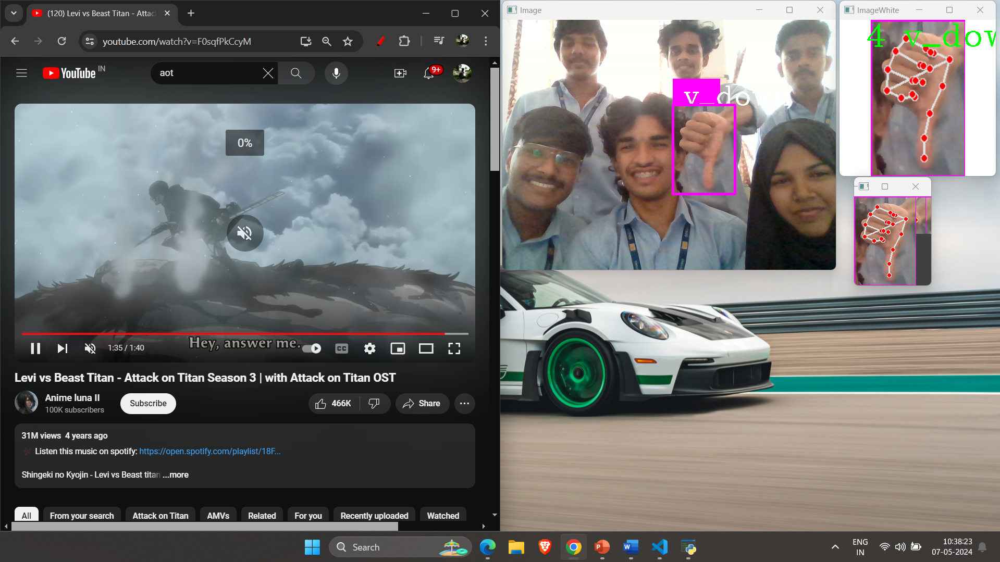 (120) Levi vs Beast Titan - Attac
youtube.com/watch?v=F0sqfPkCcyM
YouTube IN
aot
9+
0%
Hey, answer me.
1:35 / 1:40
CC
Levi vs Beast Titan - Attack on Titan Season 3 | with Attack on Titan OST
Anime luna II
100K subscribers
Subscribe
466K
Share
31M views 4 years ago
Listen this music on spotify: https://open.spotify.com/playlist/18F...
Shingeki no Kyojin - Levi vs Beast titan ...more
All
From your search
Attack on Titan
AMVs
Related
For you
Recently uploaded
Watched
Image
v_down
ImageWhite
4 v_dow
Search
ENG
IN
10:38:23
07-05-2024